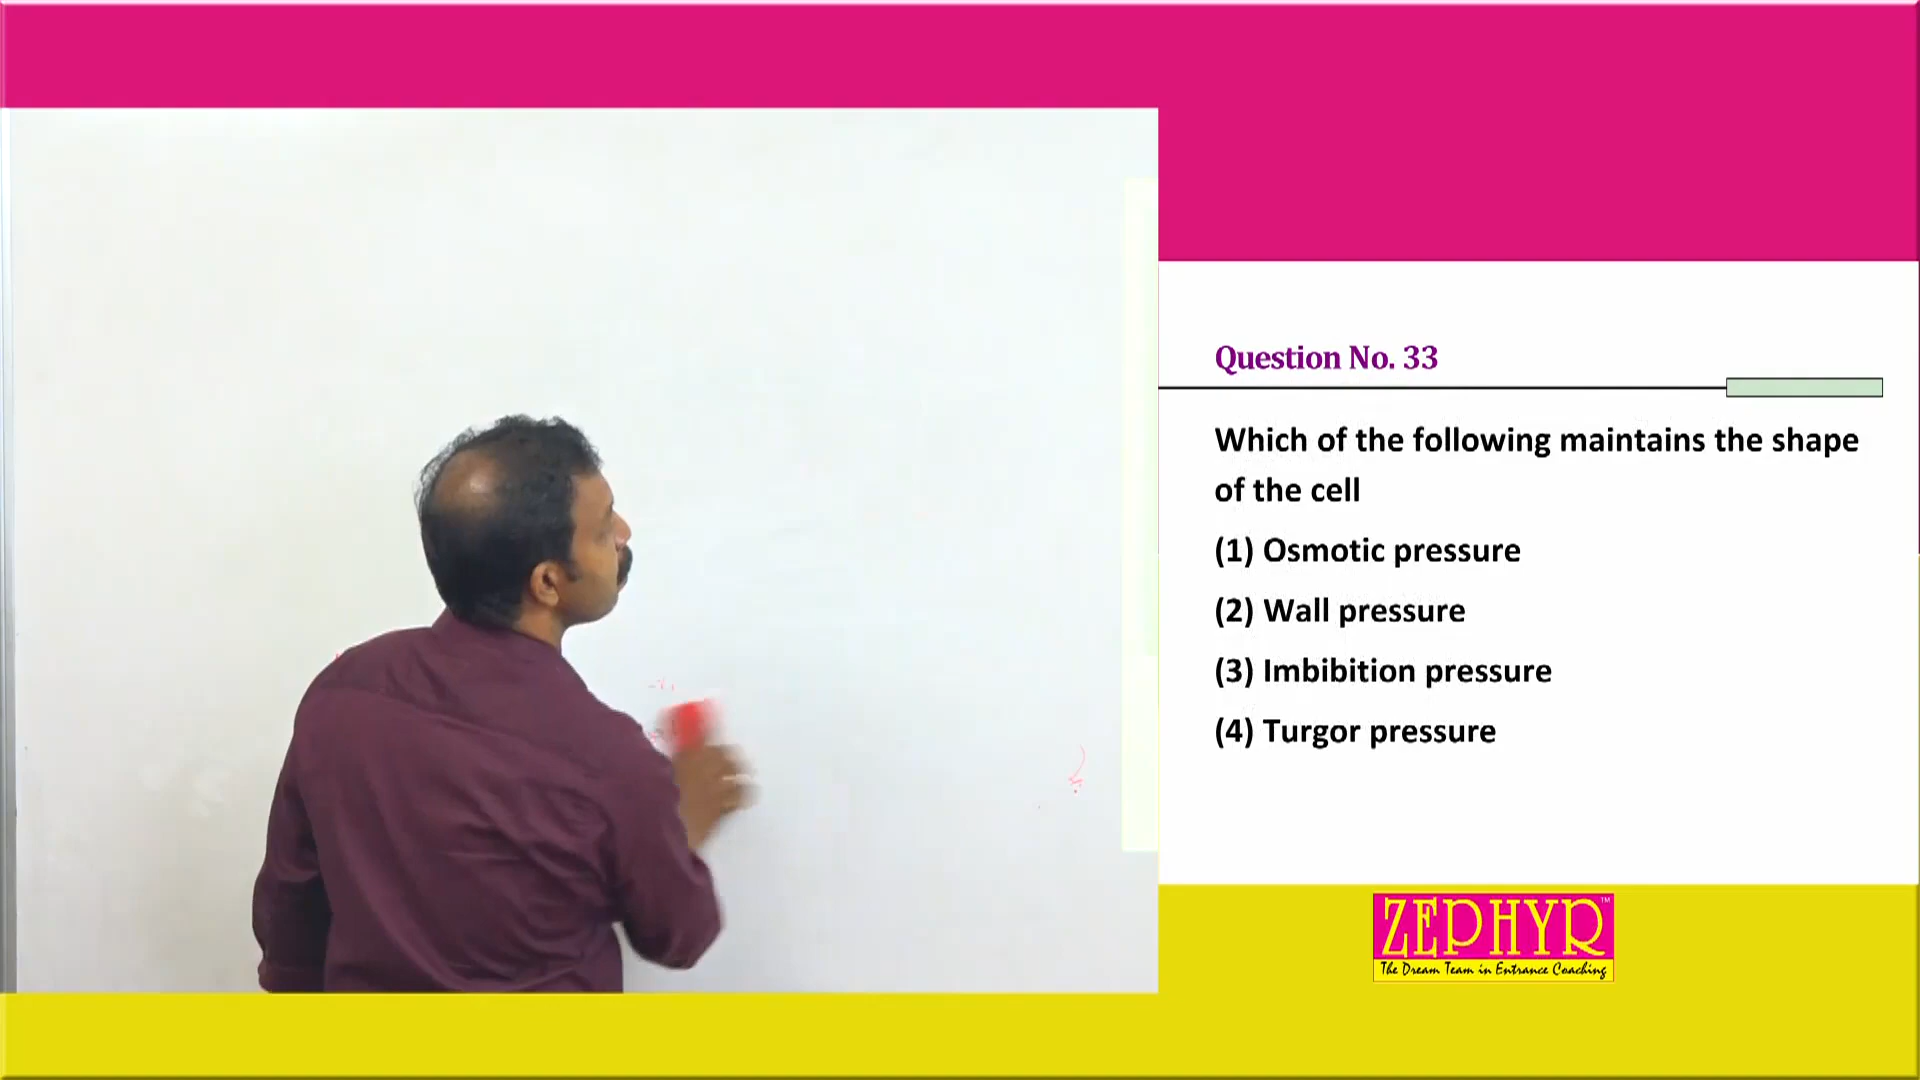 Question No. 33
Which of the following maintains the shape
of the cell
(1) Osmotic pressure
(2) Wall pressure
(3) Imbibition pressure
(4) Turgor pressure
ZEPHYR™
The Dream Team in Entrance Coaching